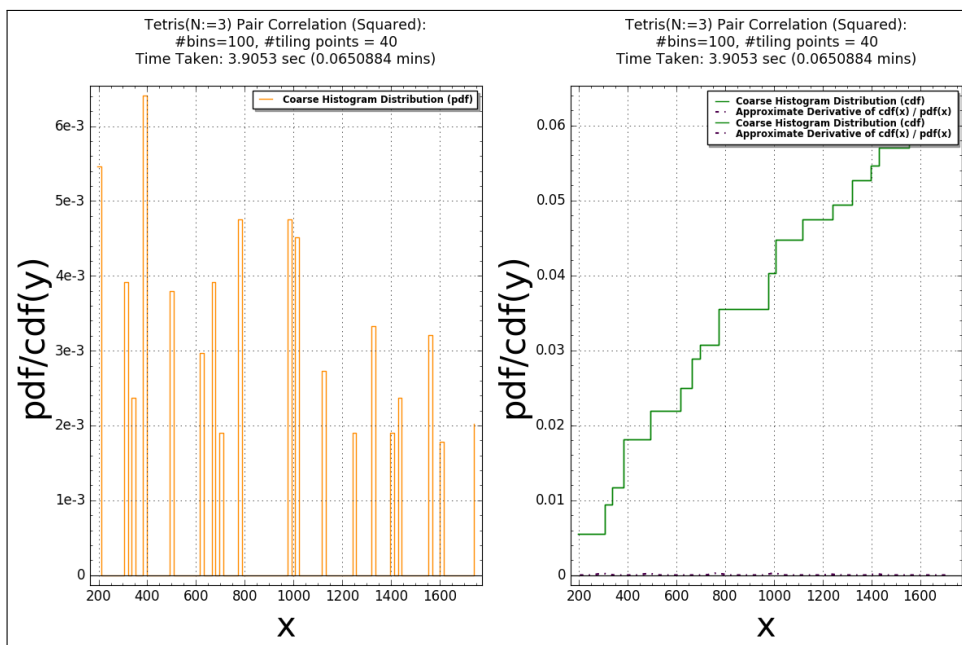 Tetris(N:=3) Pair Correlation (Squared):
#bins=100, #tiling points = 40
Time Taken: 3.9053 sec (0.0650884 mins)
Coarse Histogram Distribution (pdf)
6e-3
5e-3
4e-3
3e-3
2e-3
1e-3
0
pdf/cdf(y)
200 400 600 800 1000 1200 1400 1600
x
Tetris(N:=3) Pair Correlation (Squared):
#bins=100, #tiling points = 40
Time Taken: 3.9053 sec (0.0650884 mins)
Coarse Histogram Distribution (cdf)
Approximate Derivative of cdf(x) / pdf(x)
Coarse Histogram Distribution (cdf)
Approximate Derivative of cdf(x) / pdf(x)
0.06
0.05
0.04
0.03
0.02
0.01
0
pdf/cdf(y)
200 400 600 800 1000 1200 1400 1600
x